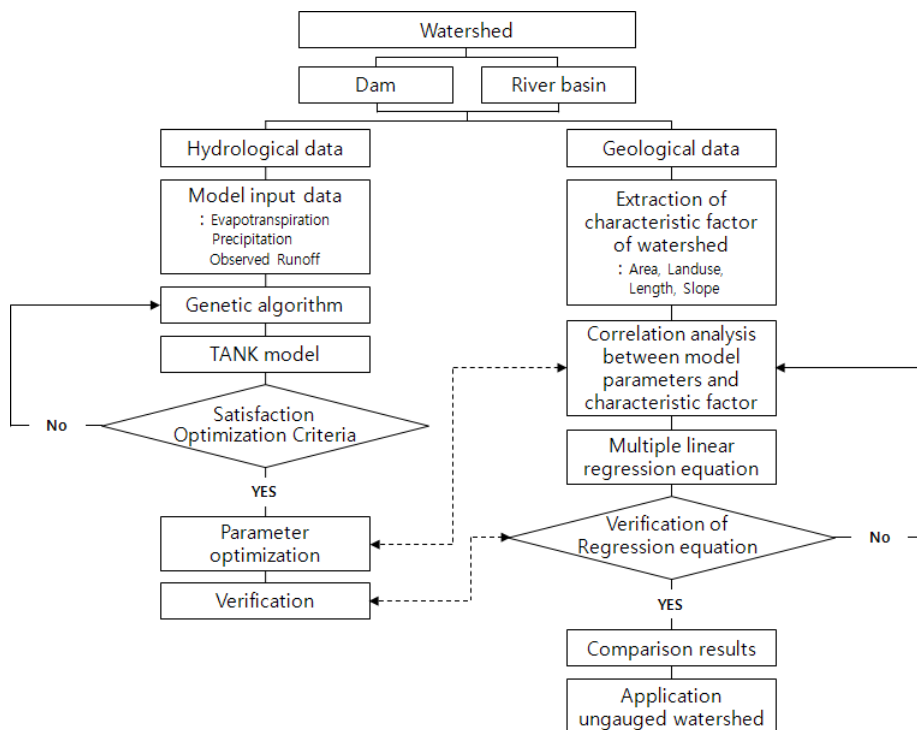 Watershed
Dam
River basin
Hydrological data
Geological data
Model input data
: Evapotranspiration
Precipitation
Observed Runoff
Extraction of
characteristic factor
of watershed
: Area, Landuse,
Length, Slope
Genetic algorithm
TANK model
Correlation analysis
between model
parameters and
characteristic factor
No
Satisfaction
Optimization Criteria
Multiple linear
regression equation
YES
Parameter
optimization
Verification of
Regression equation
No
Verification
YES
Comparison results
Application
ungauged watershed